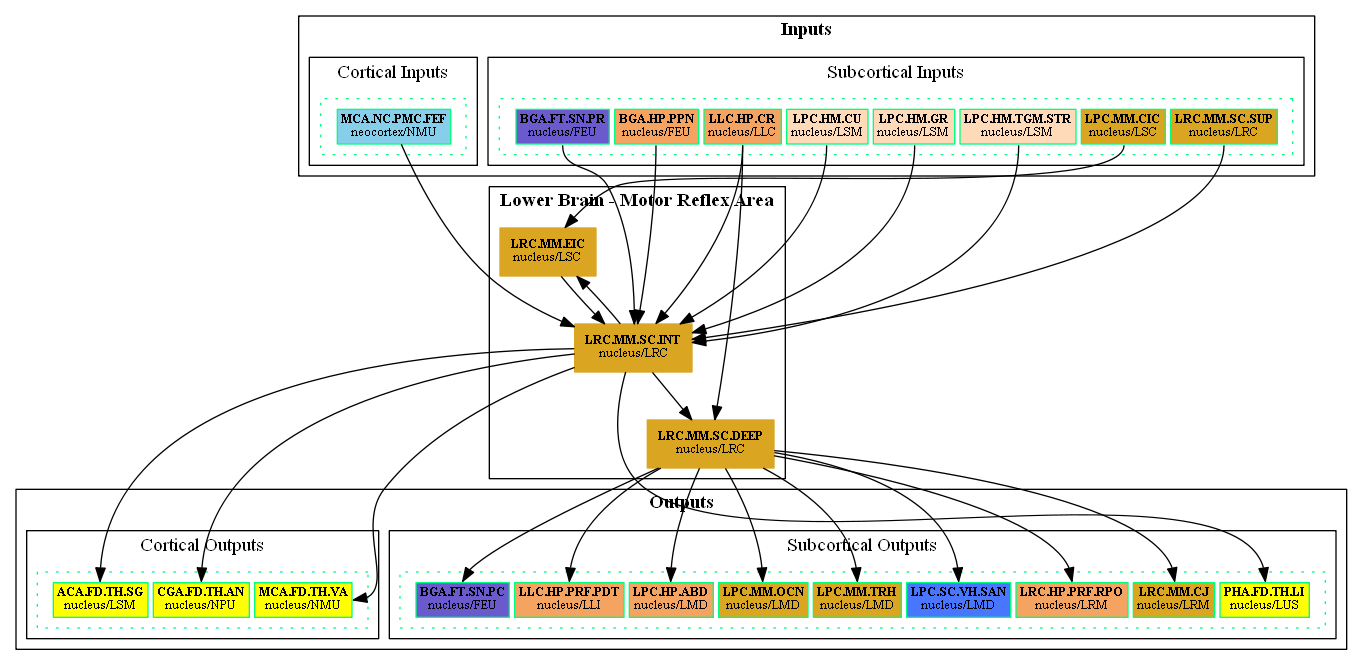 Inputs
Cortical Inputs
Subcortical Inputs
MCA.NC.PMC.FEF
neocortex/NMU
BGA.FT.SN.PR
nucleus/FEU
BGA.HP.PPN
nucleus/FEU
LLC.HP.CR
nucleus/LLC
LPC.HM.CU
nucleus/LSM
LPC.HM.GR
nucleus/LSM
LPC.HM.TGM.STR
nucleus/LSM
LPC.MM.CIC
nucleus/LSC
LRC.MM.SC.SUP
nucleus/LRC
Lower Brain - Motor Reflex Area
LRC.MM.EIC
nucleus/LSC
LRC.MM.SC.INT
nucleus/LRC
LRC.MM.SC.DEEP
nucleus/LRC
Outputs
Cortical Outputs
Subcortical Outputs
ACA.FD.TH.SG
nucleus/LSM
CGA.FD.TH.AN
nucleus/NPU
MCA.FD.TH.VA
nucleus/NMU
BGA.FT.SN.PC
nucleus/FEU
LLC.HP.PRF.PDT
nucleus/LLI
LPC.HP.ABD
nucleus/LMD
LPC.MM.OCN
nucleus/LMD
LPC.MM.TRH
nucleus/LMD
LPC.SC.VH.SAN
nucleus/LMD
LRC.HP.PRF.RPO
nucleus/LRM
LRC.MM.CJ
nucleus/LRM
PHA.FD.TH.LI
nucleus/LUS